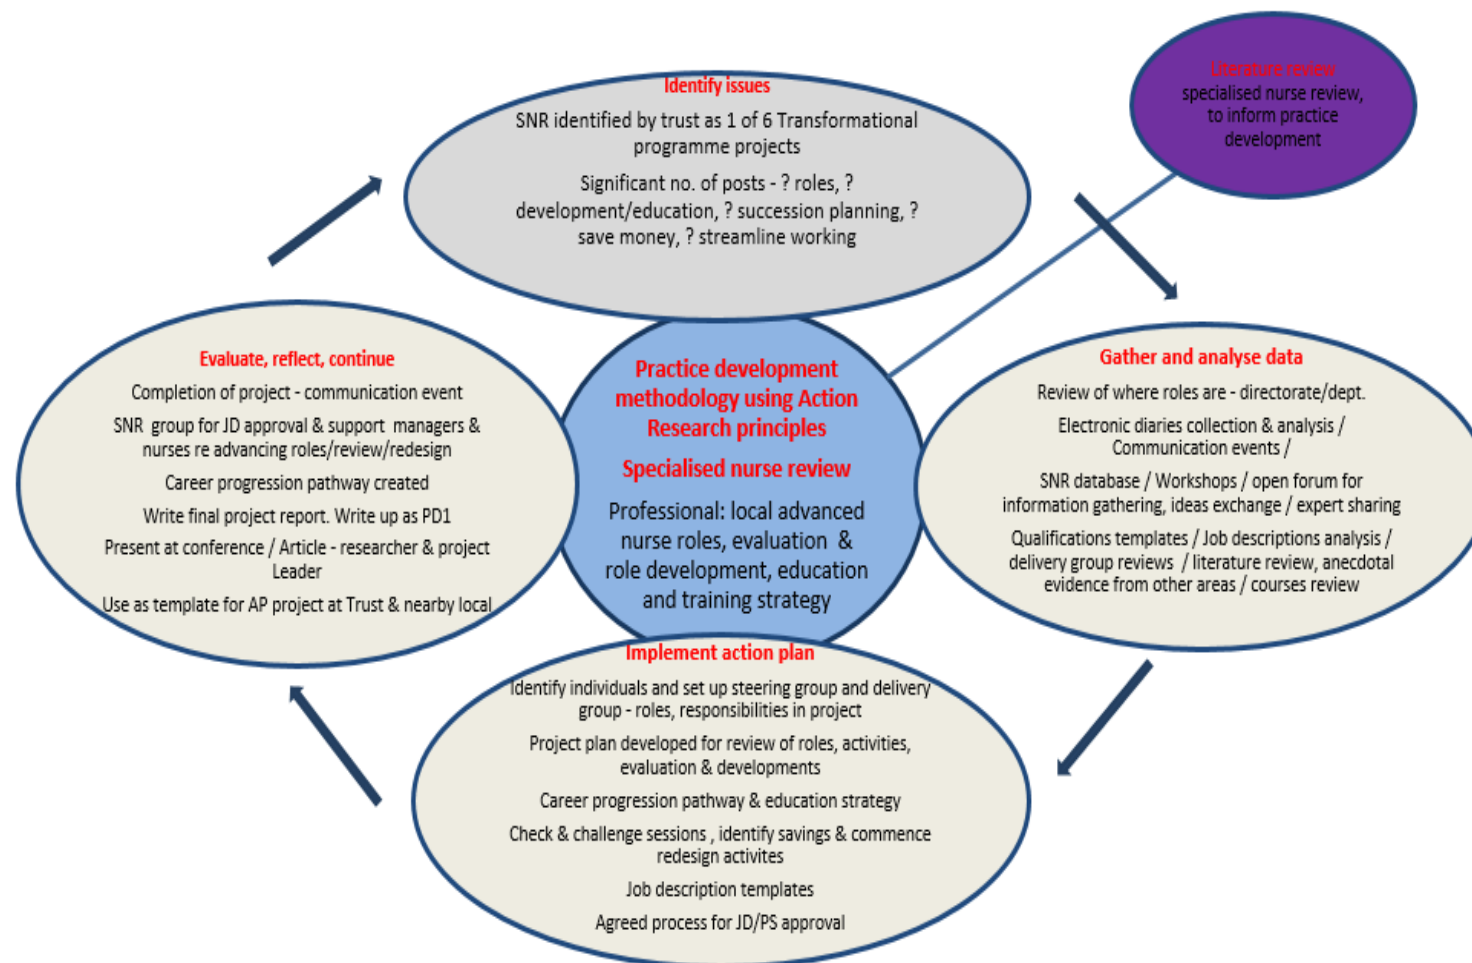 Literature review
specialised nurse review,
to inform practice
development
Identify issues
SNR identified by trust as 1 of 6 Transformational
programme projects
Significant no. of posts - ? roles, ?
development/education, ? succession planning, ?
save money, ? streamline working
Gather and analyse data
Review of where roles are - directorate/dept.
Electronic diaries collection & analysis /
Communication events /
SNR database / Workshops / open forum for
information gathering, ideas exchange / expert sharing
Qualifications templates / Job descriptions analysis /
delivery group reviews / literature review, anecdotal
evidence from other areas / courses review
Practice development
methodology using Action
Research principles
Specialised nurse review
Professional: local advanced
nurse roles, evaluation &
role development, education
and training strategy
Implement action plan
Identify individuals and set up steering group and delivery
group - roles, responsibilities in project
Project plan developed for review of roles, activities,
evaluation & developments
Career progression pathway & education strategy
Check & challenge sessions , identify savings & commence
redesign activites
Job description templates
Agreed process for JD/PS approval
Evaluate, reflect, continue
Completion of project - communication event
SNR group for JD approval & support managers &
nurses re advancing roles/review/redesign
Career progression pathway created
Write final project report. Write up as PD1
Present at conference / Article - researcher & project
Leader
Use as template for AP project at Trust & nearby local